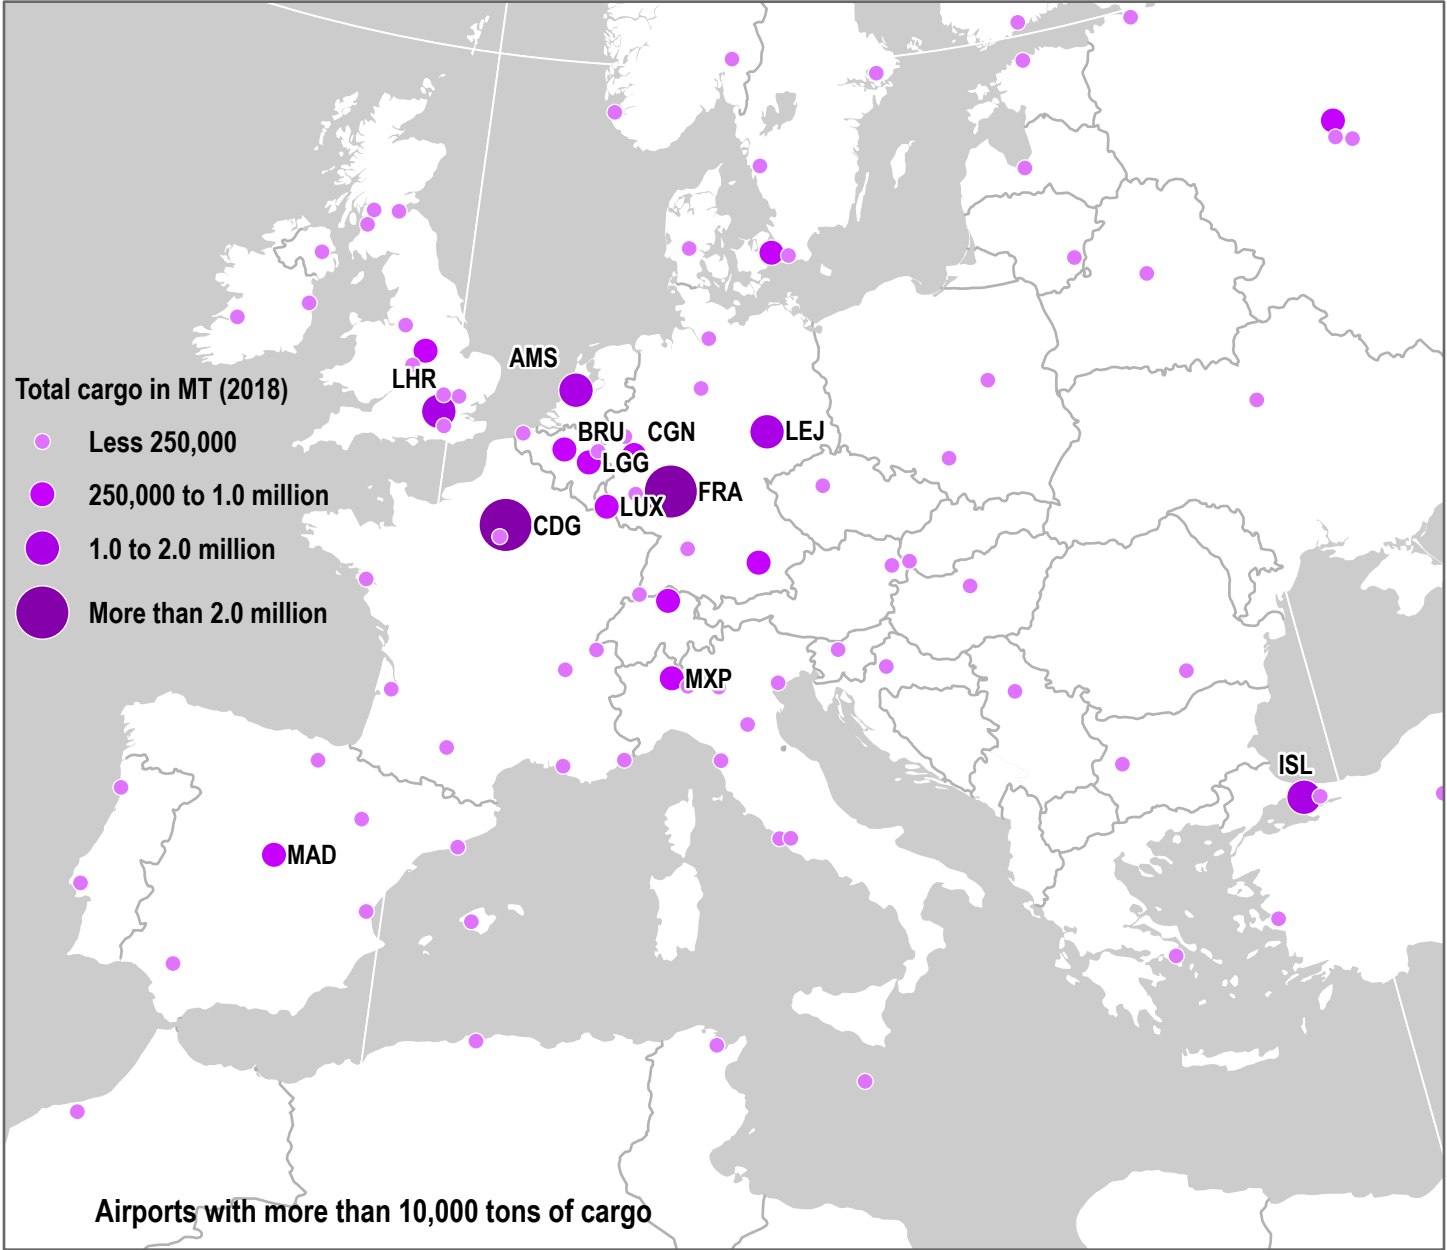 AMS
LHR
Total cargo in MT (2018)
Less 250,000
250,000 to 1.0 million
1.0 to 2.0 million
More than 2.0 million
BRU
CGN
LEJ
LGG
FRA
LUX
CDG
MXP
ISL
MAD
Airports with more than 10,000 tons of cargo